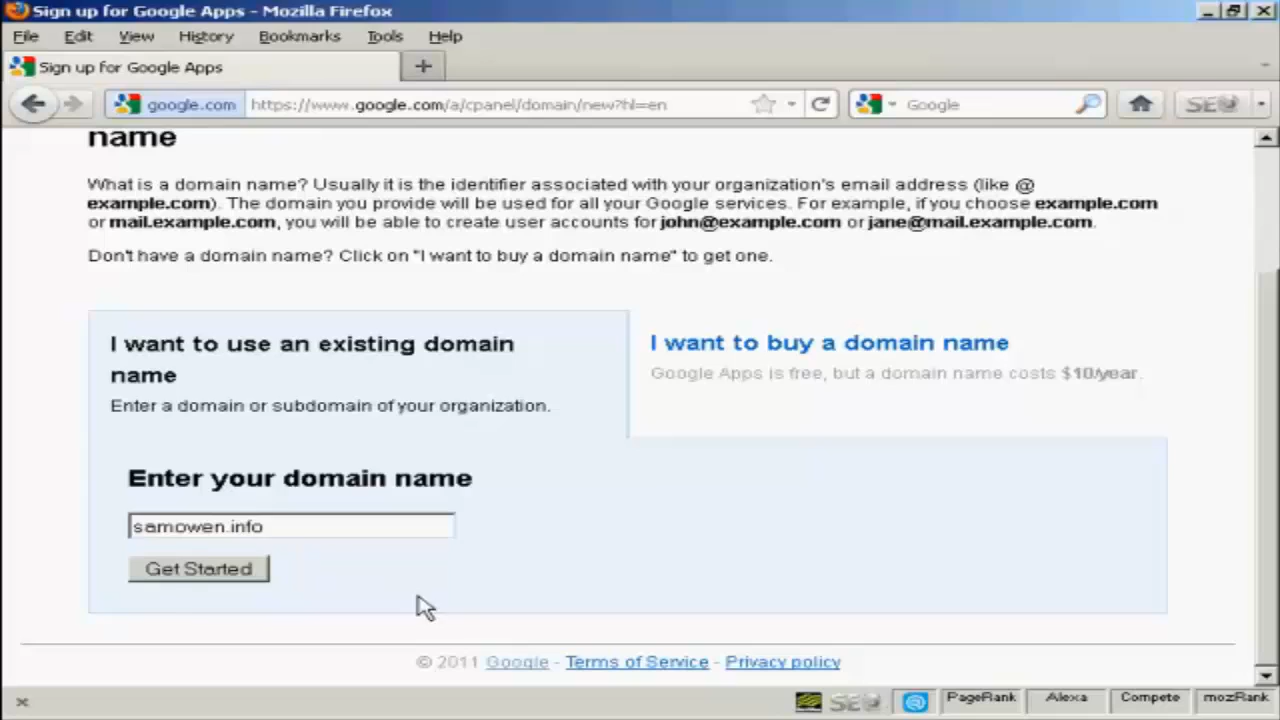 Sign up for Google Apps - Mozilla Firefox
File Edit View History Bookmarks Tools Help
Sign up for Google Apps
google.com https://www.google.com/a/cpanel/domain/new?hl=en Google SEO
name
What is a domain name? Usually it is the identifier associated with your organization's email address (like @
example.com). The domain you provide will be used for all your Google services. For example, if you choose example.com
or mail.example.com, you will be able to create user accounts for john@example.com or jane@mail.example.com.
Don't have a domain name? Click on "I want to buy a domain name" to get one.
I want to use an existing domain
name
Enter a domain or subdomain of your organization.
I want to buy a domain name
Google Apps is free, but a domain name costs $10/year.
Enter your domain name
samowen.info
Get Started
© 2011 Google - Terms of Service - Privacy policy
SEO PageRank Alexa Compete mozRank